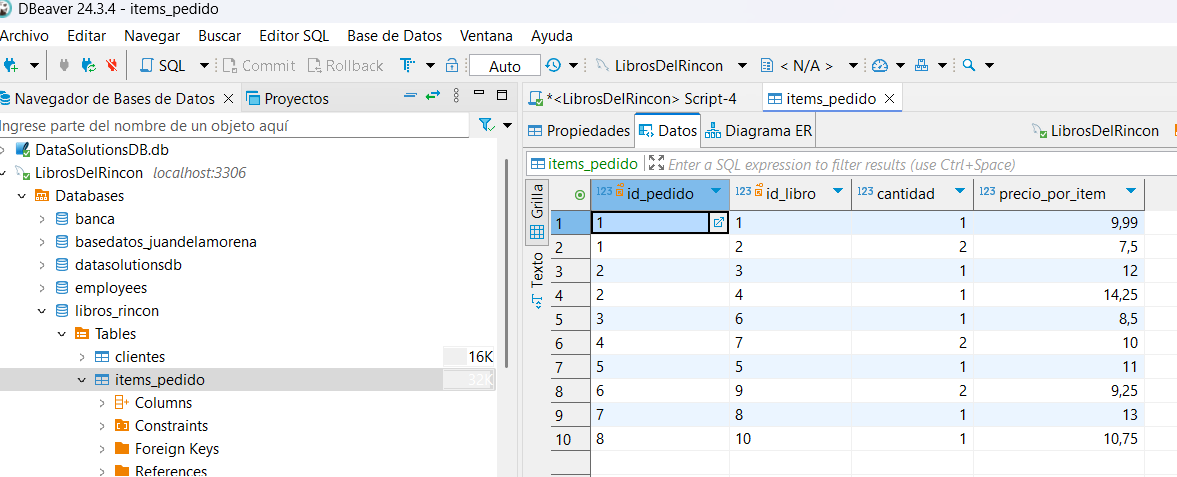 DBeaver 24.3.4 - items_pedido
Archivo Editar Navegar Buscar Editor SQL Base de Datos Ventana Ayuda
SQL Commit Rollback Auto LibrosDelRincon < N/A >
Navegador de Bases de Datos Proyectos
Ingrese parte del nombre de un objeto aquí
DataSolutionsDB.db
LibrosDelRincon localhost:3306
Databases
banca
basedatos_juandelamorena
datasolutionsdb
employees
libros_rincon
Tables
clientes 16K
items_pedido 32K
Columns
Constraints
Foreign Keys
References
*<LibrosDelRincon> Script-4 items_pedido
Propiedades Datos Diagrama ER LibrosDelRincon
items_pedido Enter a SQL expression to filter results (use Ctrl+Space)
Grilla
Texto
123 id_pedido 123 id_libro 123 cantidad 123 precio_por_item
1 1 1 1 9,99
2 1 2 2 7,5
3 2 3 1 12
4 2 4 1 14,25
5 3 6 1 8,5
6 4 7 2 10
7 5 5 1 11
8 6 9 2 9,25
9 7 8 1 13
10 8 10 1 10,75